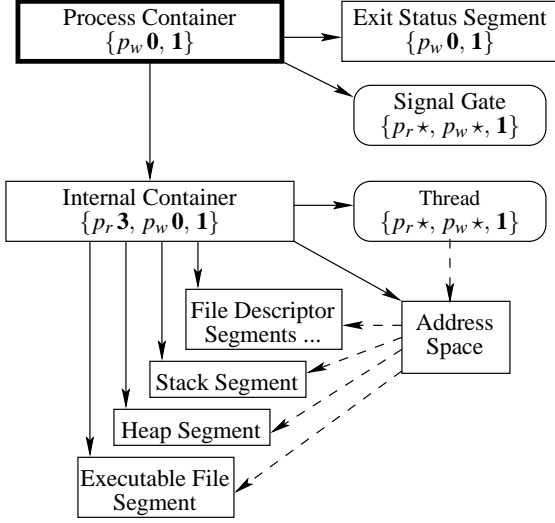 Process Container
{p_w 0, 1}
Exit Status Segment
{p_w 0, 1}
Signal Gate
{p_r ⋆, p_w ⋆, 1}
Internal Container
{p_r 3, p_w 0, 1}
Thread
{p_r ⋆, p_w ⋆, 1}
File Descriptor
Segments ...
Address
Space
Stack Segment
Heap Segment
Executable File
Segment